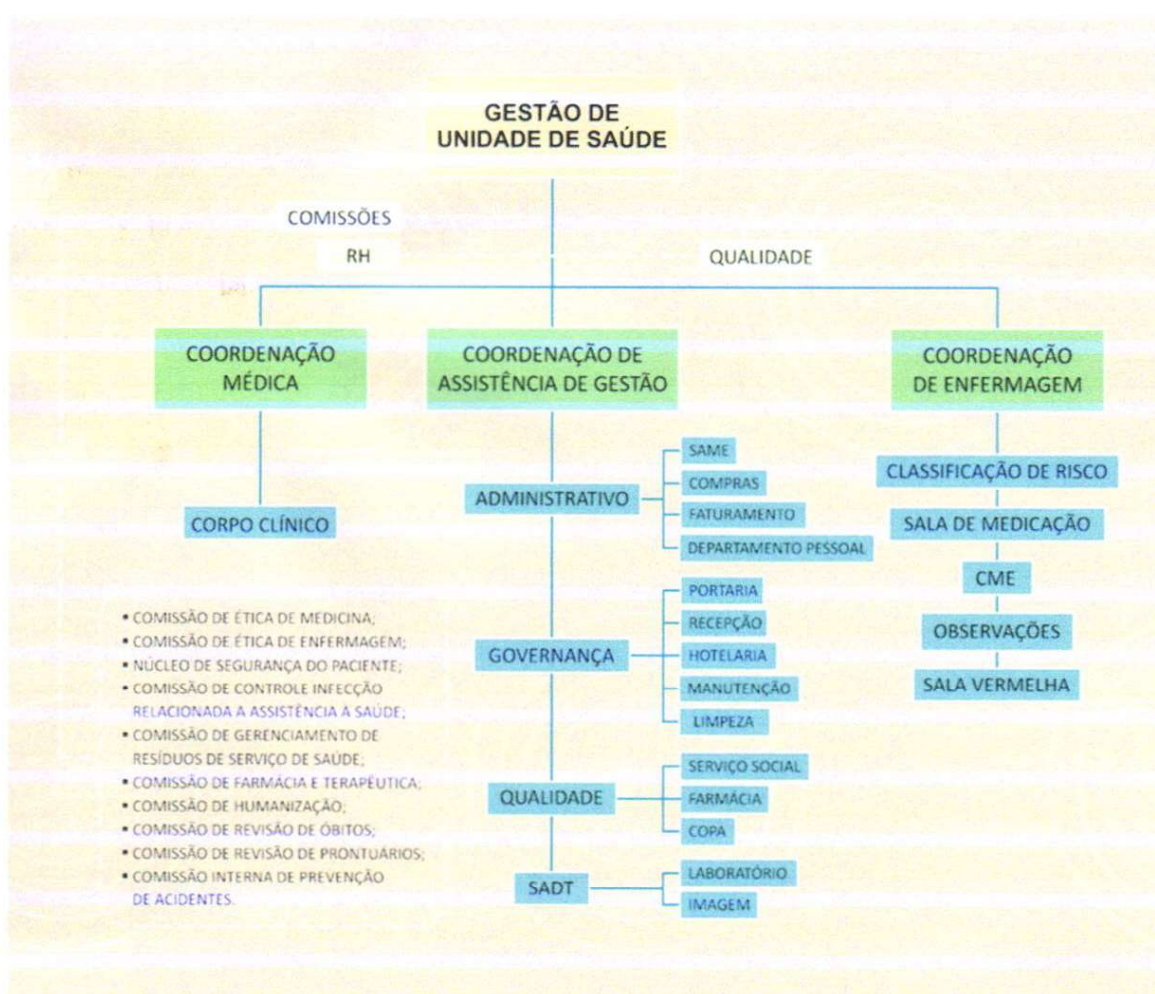 GESTÃO DE
UNIDADE DE SAÚDE
COMISSÕES
RH
QUALIDADE
COORDENAÇÃO
MÉDICA
CORPO CLÍNICO
COORDENAÇÃO DE
ASSISTÊNCIA DE GESTÃO
ADMINISTRATIVO
SAME
COMPRAS
FATURAMENTO
DEPARTAMENTO PESSOAL
GOVERNANÇA
PORTARIA
RECEPÇÃO
HOTELARIA
MANUTENÇÃO
LIMPEZA
QUALIDADE
SERVIÇO SOCIAL
FARMÁCIA
COPA
SADT
LABORATÓRIO
IMAGEM
COORDENAÇÃO
DE ENFERMAGEM
CLASSIFICAÇÃO DE RISCO
SALA DE MEDICAÇÃO
CME
OBSERVAÇÕES
SALA VERMELHA
▪ COMISSÃO DE ÉTICA DE MEDICINA;
▪ COMISSÃO DE ÉTICA DE ENFERMAGEM;
▪ NÚCLEO DE SEGURANÇA DO PACIENTE;
▪ COMISSÃO DE CONTROLE INFECÇÃO
RELACIONADA A ASSISTÊNCIA À SAÚDE;
▪ COMISSÃO DE GERENCIAMENTO DE
RESÍDUOS DE SERVIÇO DE SAÚDE;
▪ COMISSÃO DE FARMÁCIA E TERAPÊUTICA;
▪ COMISSÃO DE HUMANIZAÇÃO;
▪ COMISSÃO DE REVISÃO DE ÓBITOS;
▪ COMISSÃO DE REVISÃO DE PRONTUÁRIOS;
▪ COMISSÃO INTERNA DE PREVENÇÃO
DE ACIDENTES.